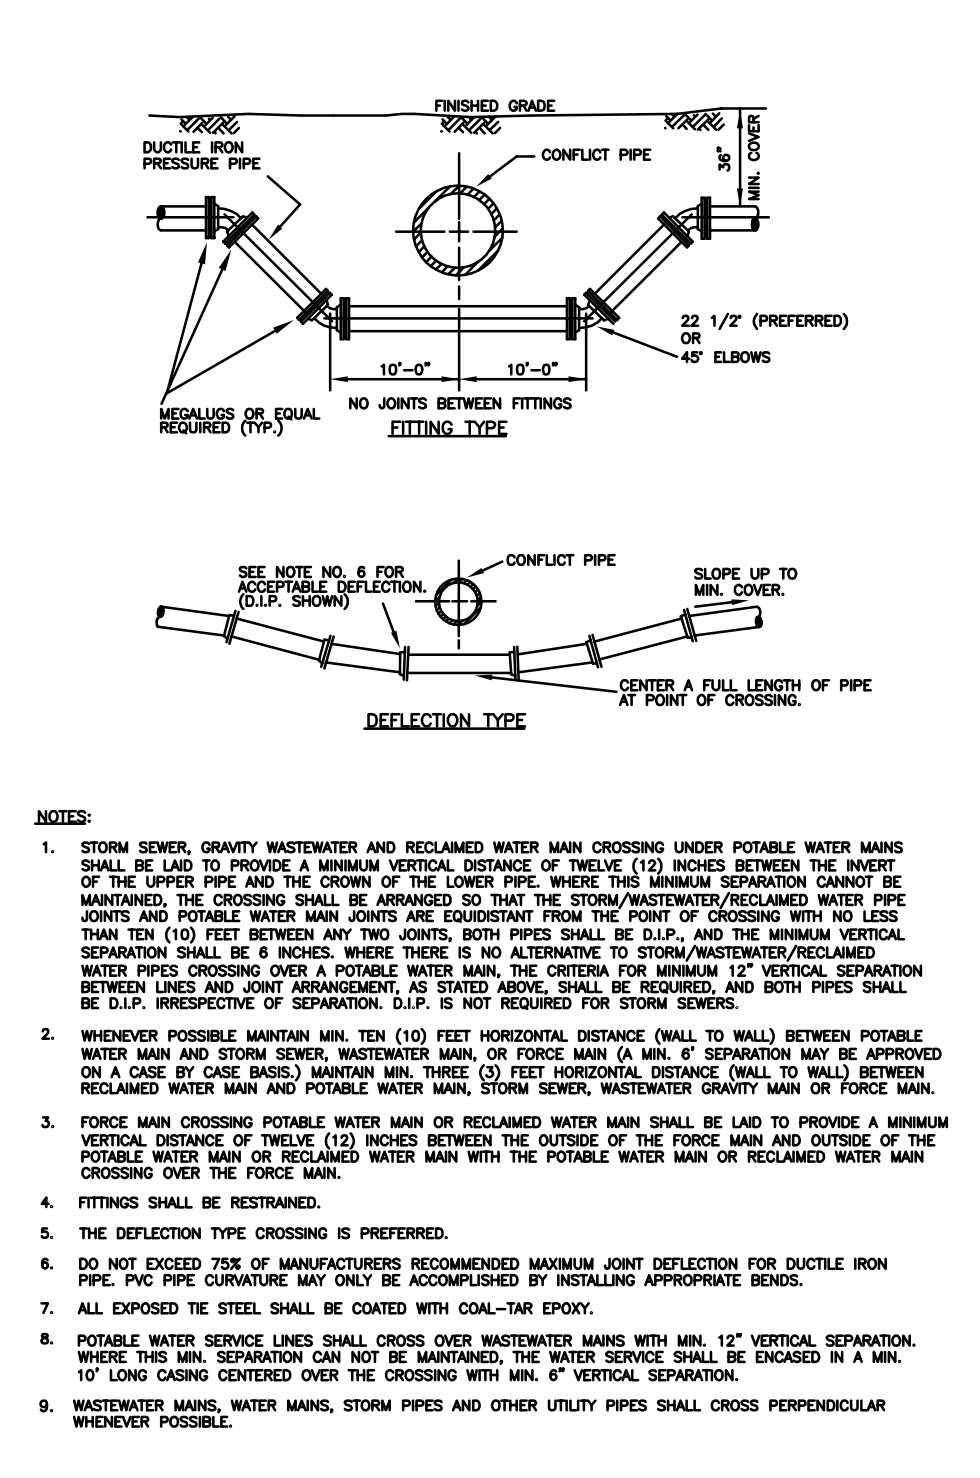 FINISHED GRADE
DUCTILE IRON
PRESSURE PIPE
CONFLICT PIPE
36"
MIN. COVER
22 1/2° (PREFERRED)
OR
45° ELBOWS
10'-0"
10'-0"
NO JOINTS BETWEEN FITTINGS
MEGALUGS OR EQUAL
REQUIRED (TYP.)
FITTING TYPE
CONFLICT PIPE
SEE NOTE NO. 6 FOR
ACCEPTABLE DEFLECTION.
(D.I.P. SHOWN)
SLOPE UP TO
MIN. COVER.
CENTER A FULL LENGTH OF PIPE
AT POINT OF CROSSING.
DEFLECTION TYPE
NOTES:
1. STORM SEWER, GRAVITY WASTEWATER AND RECLAIMED WATER MAIN CROSSING UNDER POTABLE WATER MAINS
SHALL BE LAID TO PROVIDE A MINIMUM VERTICAL DISTANCE OF TWELVE (12) INCHES BETWEEN THE INVERT
OF THE UPPER PIPE AND THE CROWN OF THE LOWER PIPE. WHERE THIS MINIMUM SEPARATION CANNOT BE
MAINTAINED, THE CROSSING SHALL BE ARRANGED SO THAT THE STORM/WASTEWATER/RECLAIMED WATER PIPE
JOINTS AND POTABLE WATER MAIN JOINTS ARE EQUIDISTANT FROM THE POINT OF CROSSING WITH NO LESS
THAN TEN (10) FEET BETWEEN ANY TWO JOINTS, BOTH PIPES SHALL BE D.I.P., AND THE MINIMUM VERTICAL
SEPARATION SHALL BE 6 INCHES. WHERE THERE IS NO ALTERNATIVE TO STORM/WASTEWATER/RECLAIMED
WATER PIPES CROSSING OVER A POTABLE WATER MAIN, THE CRITERIA FOR MINIMUM 12" VERTICAL SEPARATION
BETWEEN LINES AND JOINT ARRANGEMENT, AS STATED ABOVE, SHALL BE REQUIRED, AND BOTH PIPES SHALL
BE D.I.P. IRRESPECTIVE OF SEPARATION. D.I.P. IS NOT REQUIRED FOR STORM SEWERS.
2. WHENEVER POSSIBLE MAINTAIN MIN. TEN (10) FEET HORIZONTAL DISTANCE (WALL TO WALL) BETWEEN POTABLE
WATER MAIN AND STORM SEWER, WASTEWATER MAIN, OR FORCE MAIN (A MIN. 6' SEPARATION MAY BE APPROVED
ON A CASE BY CASE BASIS.) MAINTAIN MIN. THREE (3) FEET HORIZONTAL DISTANCE (WALL TO WALL) BETWEEN
RECLAIMED WATER MAIN AND POTABLE WATER MAIN, STORM SEWER, WASTEWATER GRAVITY MAIN OR FORCE MAIN.
3. FORCE MAIN CROSSING POTABLE WATER MAIN OR RECLAIMED WATER MAIN SHALL BE LAID TO PROVIDE A MINIMUM
VERTICAL DISTANCE OF TWELVE (12) INCHES BETWEEN THE OUTSIDE OF THE FORCE MAIN AND OUTSIDE OF THE
POTABLE WATER MAIN OR RECLAIMED WATER MAIN WITH THE POTABLE WATER MAIN OR RECLAIMED WATER MAIN
CROSSING OVER THE FORCE MAIN.
4. FITTINGS SHALL BE RESTRAINED.
5. THE DEFLECTION TYPE CROSSING IS PREFERRED.
6. DO NOT EXCEED 75% OF MANUFACTURERS RECOMMENDED MAXIMUM JOINT DEFLECTION FOR DUCTILE IRON
PIPE. PVC PIPE CURVATURE MAY ONLY BE ACCOMPLISHED BY INSTALLING APPROPRIATE BENDS.
7. ALL EXPOSED TIE STEEL SHALL BE COATED WITH COAL-TAR EPOXY.
8. POTABLE WATER SERVICE LINES SHALL CROSS OVER WASTEWATER MAINS WITH MIN. 12" VERTICAL SEPARATION.
WHERE THIS MIN. SEPARATION CAN NOT BE MAINTAINED, THE WATER SERVICE SHALL BE ENCASED IN A MIN.
10' LONG CASING CENTERED OVER THE CROSSING WITH MIN. 6" VERTICAL SEPARATION.
9. WASTEWATER MAINS, WATER MAINS, STORM PIPES AND OTHER UTILITY PIPES SHALL CROSS PERPENDICULAR
WHENEVER POSSIBLE.